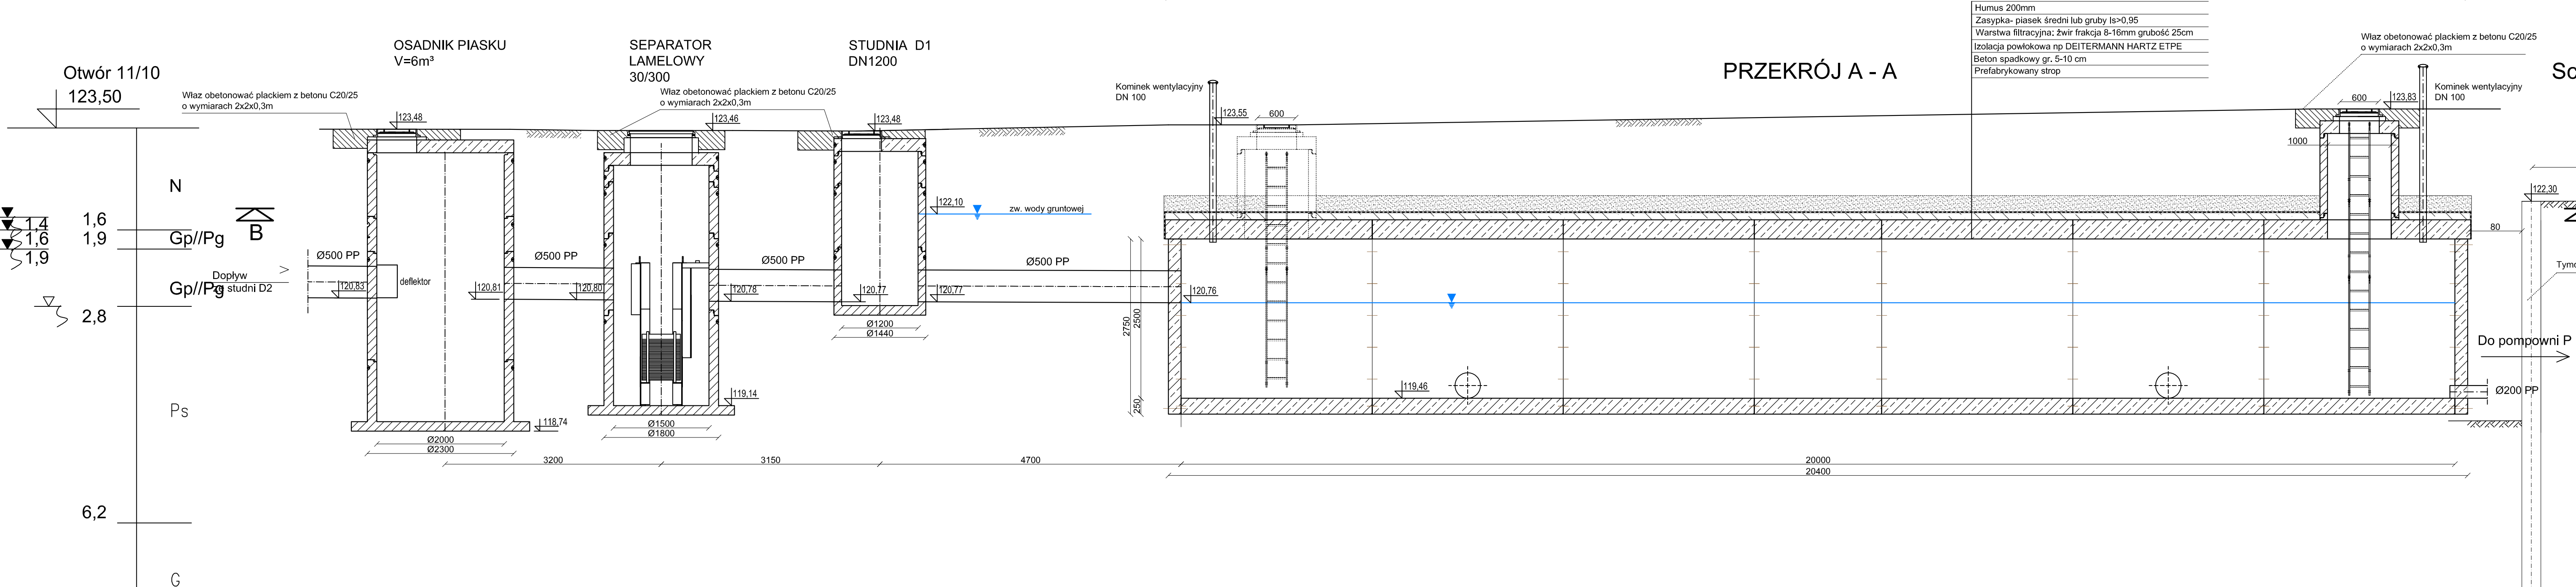 Otwór 11/10
123,50
N
1,4
1,6
1,6
1,9
1,9
Gp//Pg
Gp//Pg
2,8
Ps
6,2
G
B
Dopływ
ze studni D2
OSADNIK PIASKU
V=6m³
Właz obetonować plackiem z betonu C20/25
o wymiarach 2x2x0,3m
123,48
Ø500 PP
deflektor
120,83
120,81
118,74
Ø2000
Ø2300
SEPARATOR
LAMELOWY
30/300
Właz obetonować plackiem z betonu C20/25
o wymiarach 2x2x0,3m
123,46
Ø500 PP
120,80
120,78
119,14
Ø1500
Ø1800
STUDNIA D1
DN1200
123,48
122,10
zw. wody gruntowej
Ø500 PP
Ø500 PP
120,77
120,77
Ø1200
Ø1440
3200
3150
4700
Kominek wentylacyjny
DN 100
123,55
600
120,76
2750
2500
250
119,46
20000
20400
PRZEKRÓJ A - A
Humus 200mm
Zasypka- piasek średni lub gruby Is>0,95
Warstwa filtracyjna: żwir frakcja 8-16mm grubość 25cm
Izolacja powłokowa np DEITERMANN HARTZ ETPE
Beton spadkowy gr. 5-10 cm
Prefabrykowany strop
Właz obetonować plackiem z betonu C20/25
o wymiarach 2x2x0,3m
600
123,83
1000
Kominek wentylacyjny
DN 100
Sc
122,30
80
Tymc
Do pompowni P
Ø200 PP